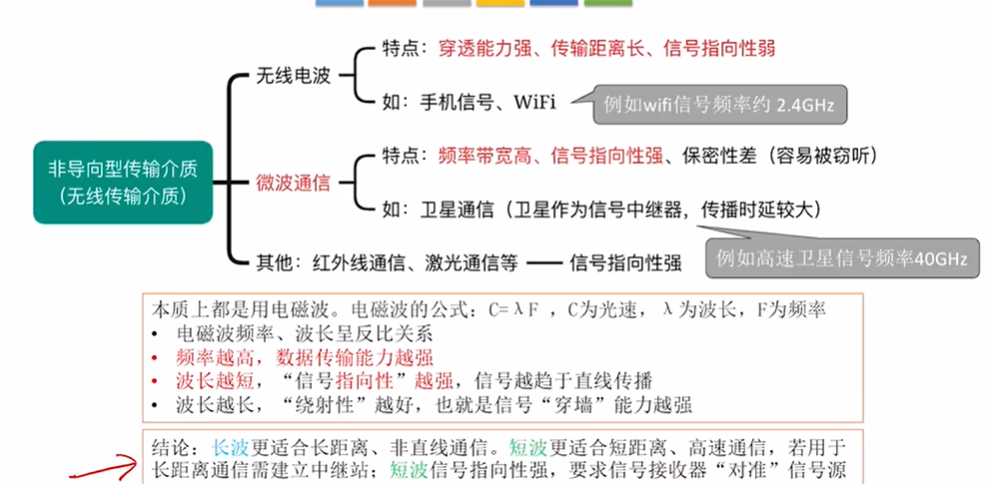 特点：穿透能力强、传输距离长、信号指向性弱
无线电波
如：手机信号、WiFi
例如wifi信号频率约 2.4GHz
非导向型传输介质
（无线传输介质）
特点：频率带宽高、信号指向性强、保密性差（容易被窃听）
微波通信
如：卫星通信（卫星作为信号中继器，传播时延较大）
例如高速卫星信号频率40GHz
其他：红外线通信、激光通信等 —— 信号指向性强
本质上都是用电磁波。电磁波的公式：C=λF ，C为光速，λ为波长，F为频率
• 电磁波频率、波长呈反比关系
• 频率越高，数据传输能力越强
• 波长越短，“信号指向性”越强，信号越趋于直线传播
• 波长越长，“绕射性”越好，也就是信号“穿墙”能力越强
结论：长波更适合长距离、非直线通信。短波更适合短距离、高速通信，若用于
长距离通信需建立中继站；短波信号指向性强，要求信号接收器“对准”信号源